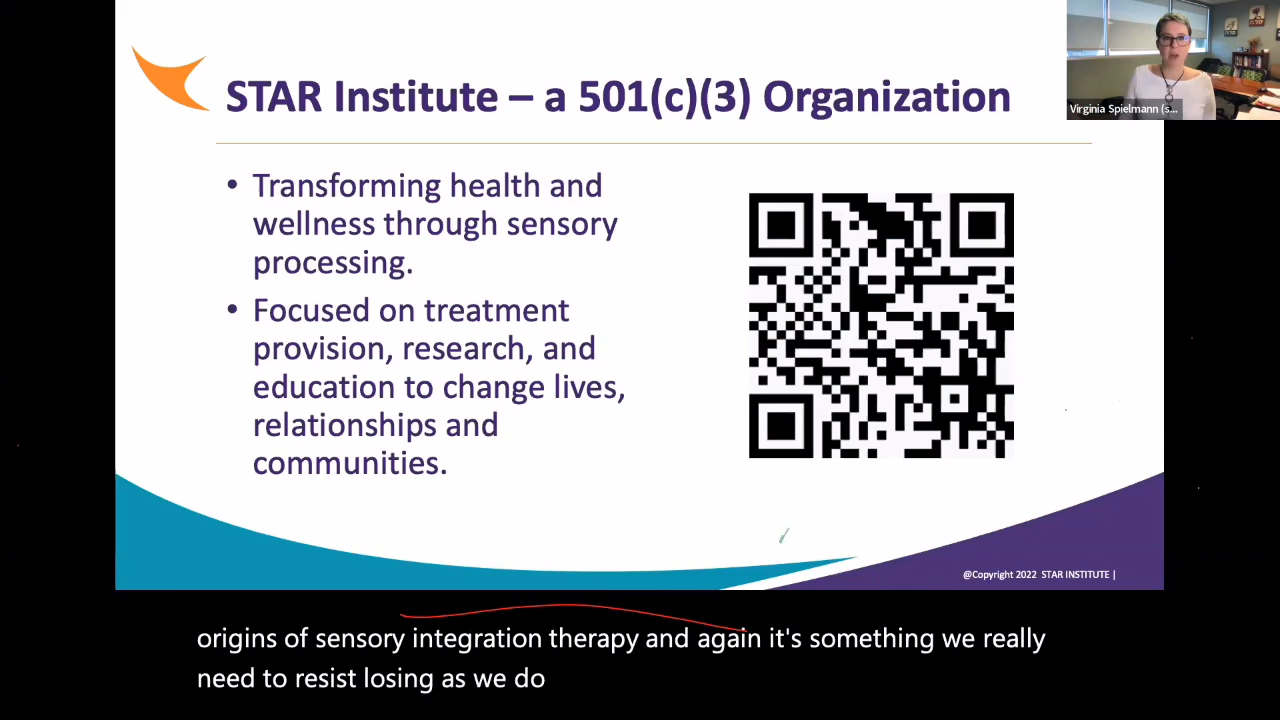 STAR Institute – a 501(c)(3) Organization
Virginia Spielmann (s...
• Transforming health and
wellness through sensory
processing.
• Focused on treatment
provision, research, and
education to change lives,
relationships and
communities.
@Copyright 2022 STAR INSTITUTE |
origins of sensory integration therapy and again it's something we really
need to resist losing as we do